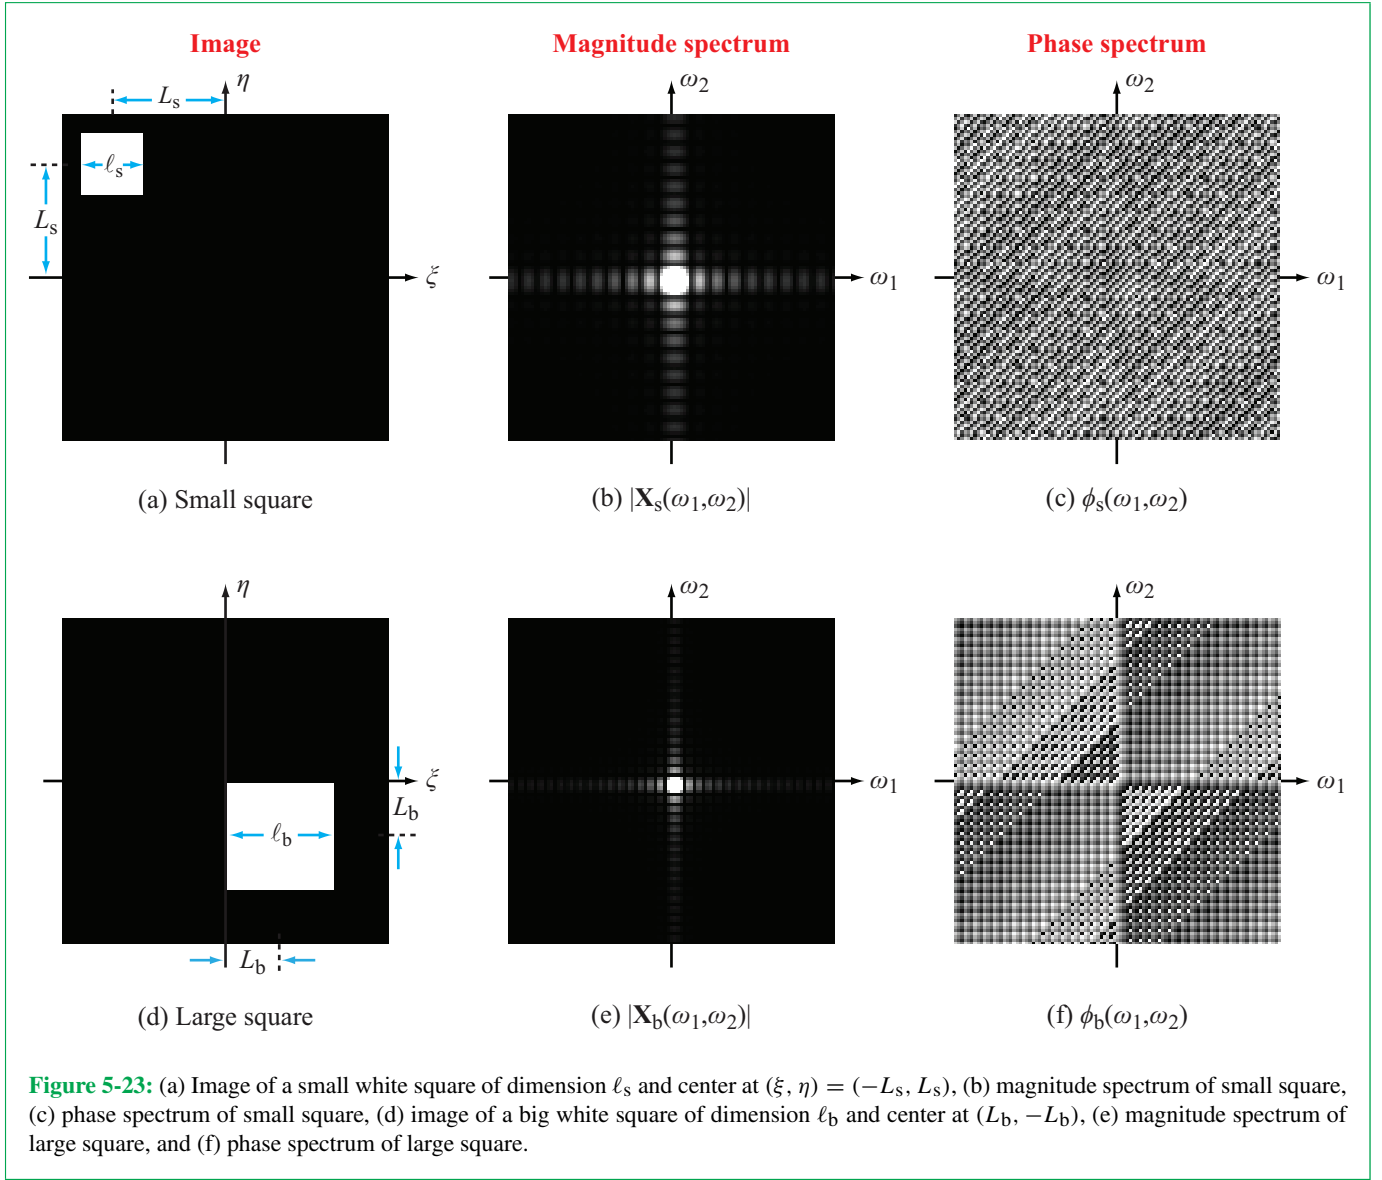 Image
Magnitude spectrum
Phase spectrum
η
ω2
ω2
Ls
ℓs
Ls
ξ
ω1
ω1
(a) Small square
(b) |Xs(ω1,ω2)|
(c) ϕs(ω1,ω2)
η
ω2
ω2
ξ
ω1
ω1
Lb
ℓb
Lb
(d) Large square
(e) |Xb(ω1,ω2)|
(f) ϕb(ω1,ω2)
Figure 5-23: (a) Image of a small white square of dimension ℓs and center at (ξ, η) = (−Ls, Ls), (b) magnitude spectrum of small square,
(c) phase spectrum of small square, (d) image of a big white square of dimension ℓb and center at (Lb, −Lb), (e) magnitude spectrum of
large square, and (f) phase spectrum of large square.